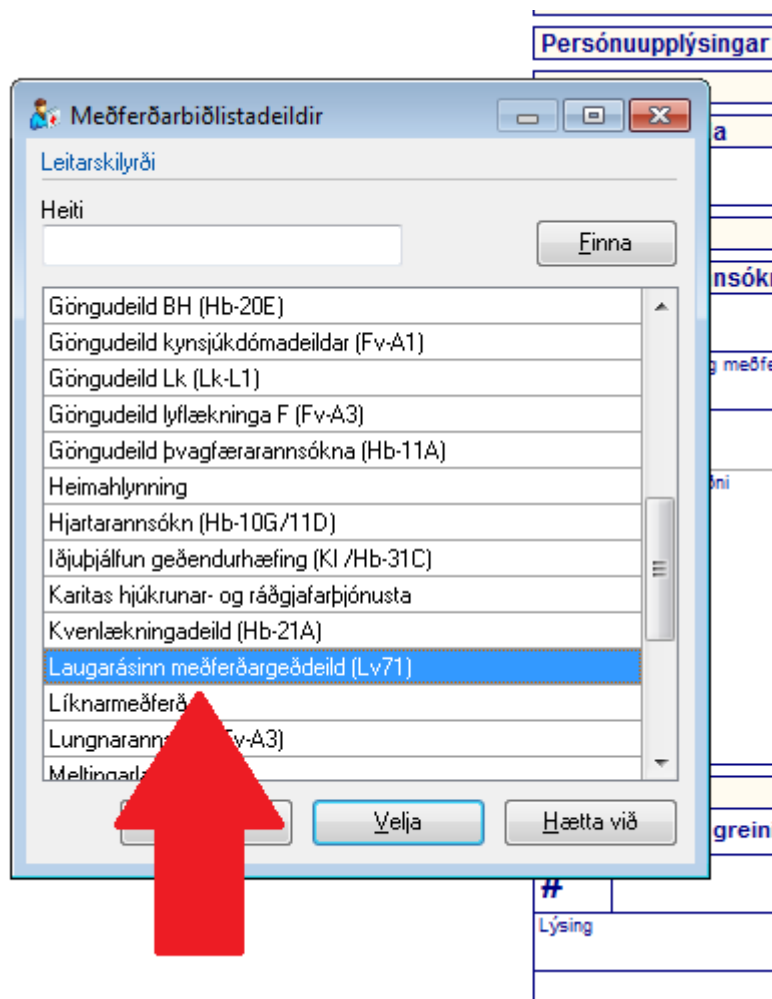 Persónuupplýsingar
Meðferðarbiðlistadeildir
Leitarskilyrði
Heiti
Finna
Göngudeild BH (Hb-20E)
Göngudeild kynsjúkdómadeildar (Fv-A1)
Göngudeild Lk (Lk-L1)
Göngudeild lyflækninga F (Fv-A3)
Göngudeild þvagfærarannsókna (Hb-11A)
Heimahlynning
Hjartarannsókn (Hb-10G/11D)
Iðjuþjálfun geðendurhæfing (Kl /Hb-31C)
Karitas hjúkrunar- og ráðgjafarþjónusta
Kvenlækningadeild (Hb-21A)
Laugarásinn meðferðargeðdeild (Lv71)
Líknarmeðferð
v-A3)
Velja
Hætta við
#
Lýsing